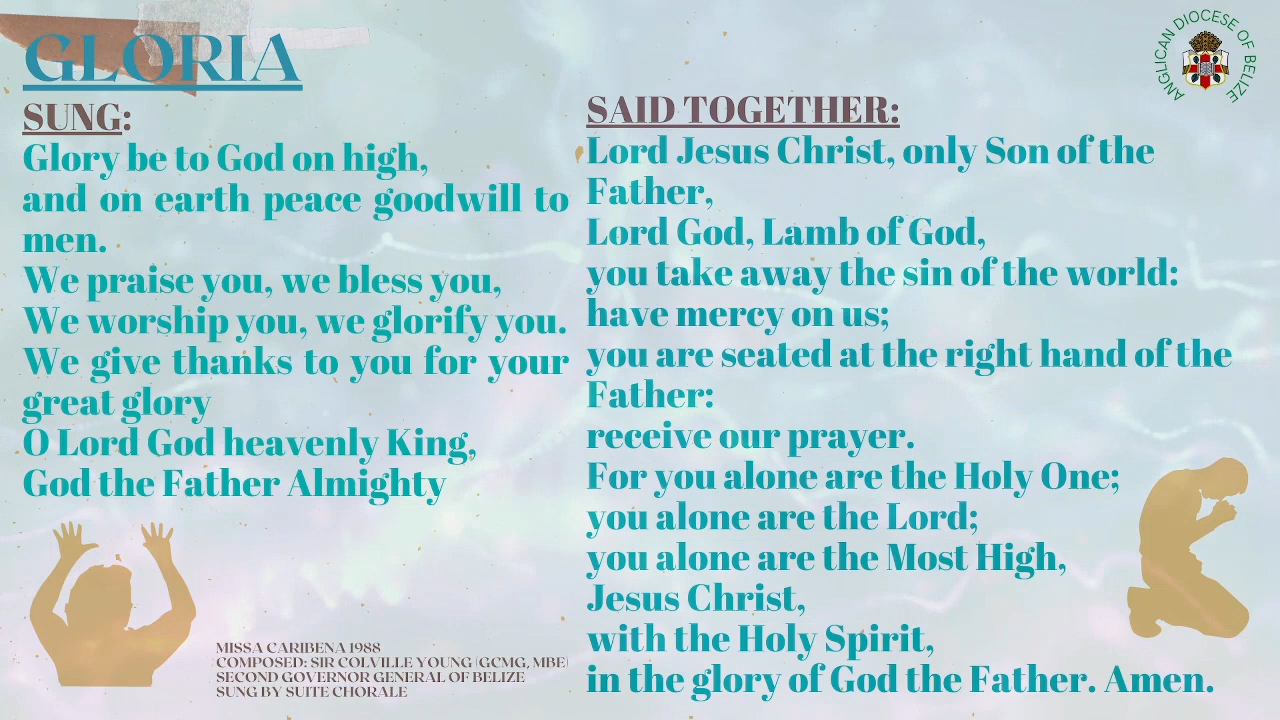 GLORIA
SUNG:
Glory be to God on high,
and on earth peace goodwill to
men.
We praise you, we bless you,
We worship you, we glorify you.
We give thanks to you for your
great glory
O Lord God heavenly King,
God the Father Almighty
MISSA CARIBENA 1988
COMPOSED: SIR COLVILLE YOUNG (GCMG, MBE)
SECOND GOVERNOR GENERAL OF BELIZE
SUNG BY SUITE CHORALE
SAID TOGETHER:
Lord Jesus Christ, only Son of the
Father,
Lord God, Lamb of God,
you take away the sin of the world:
have mercy on us;
you are seated at the right hand of the
Father:
receive our prayer.
For you alone are the Holy One;
you alone are the Lord;
you alone are the Most High,
Jesus Christ,
with the Holy Spirit,
in the glory of God the Father. Amen.
ANGLICAN DIOCESE OF BELIZE